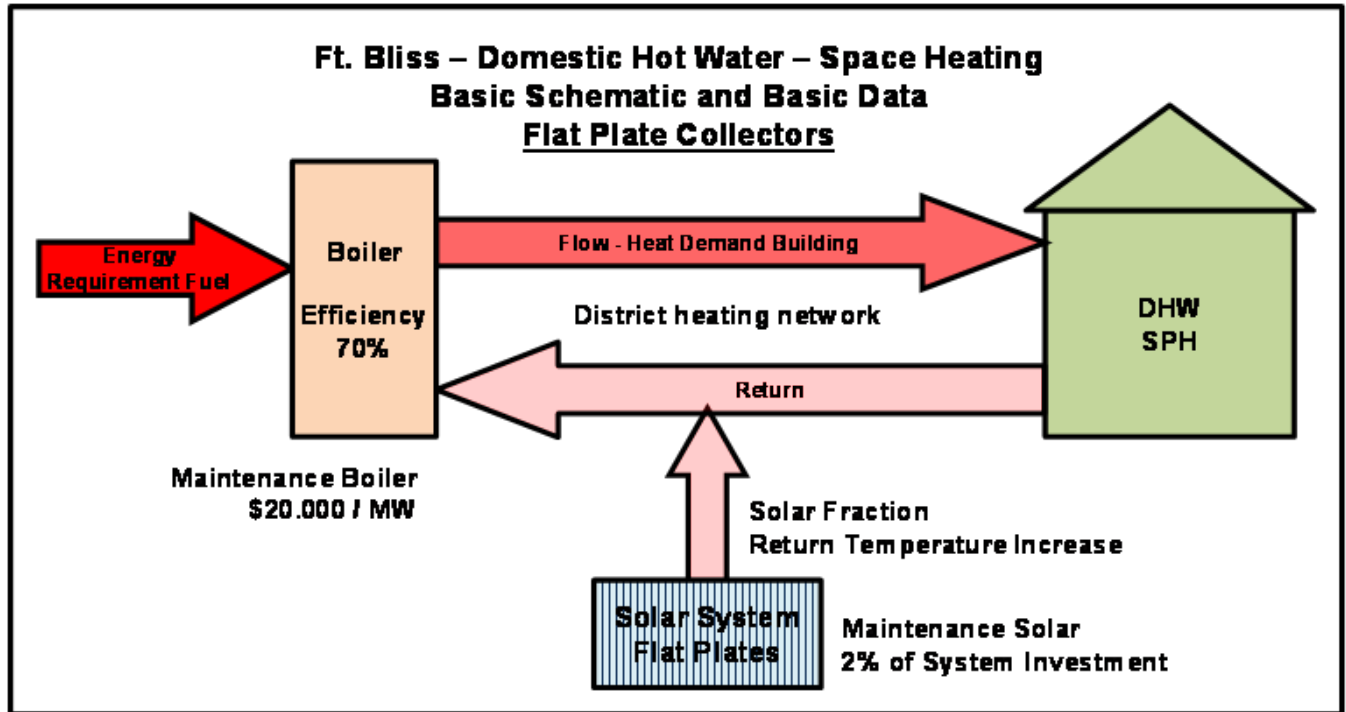 Ft. Bliss – Domestic Hot Water – Space Heating
Basic Schematic and Basic Data
Flat Plate Collectors
Energy
Requirement Fuel
Boiler
Efficiency
70%
Flow - Heat Demand Building
District heating network
DHW
SPH
Return
Maintenance Boiler
$20.000 / MW
Solar Fraction
Return Temperature Increase
Solar System
Flat Plates
Maintenance Solar
2% of System Investment